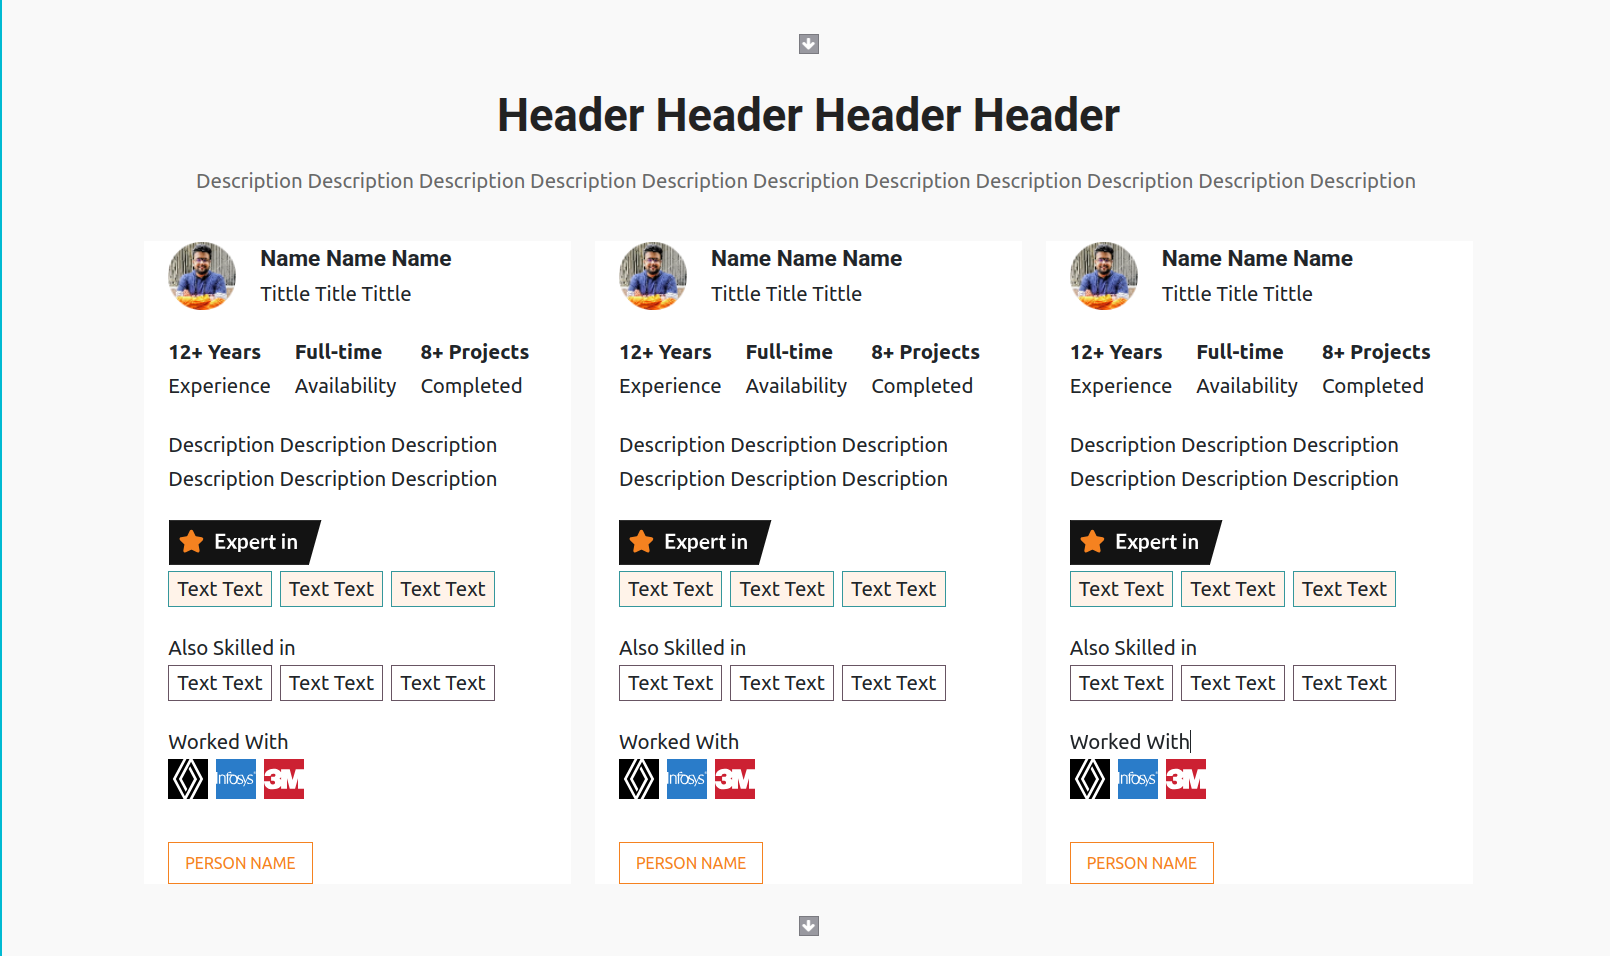 Header Header Header Header
Description Description Description Description Description Description Description Description Description Description Description
Name Name Name
Tittle Title Tittle
12+ Years Full-time 8+ Projects
Experience Availability Completed
Description Description Description
Description Description Description
Expert in
Text Text Text Text Text Text
Also Skilled in
Text Text Text Text Text Text
Worked With
Infosys 3M
PERSON NAME
Name Name Name
Tittle Title Tittle
12+ Years Full-time 8+ Projects
Experience Availability Completed
Description Description Description
Description Description Description
Expert in
Text Text Text Text Text Text
Also Skilled in
Text Text Text Text Text Text
Worked With
Infosys 3M
PERSON NAME
Name Name Name
Tittle Title Tittle
12+ Years Full-time 8+ Projects
Experience Availability Completed
Description Description Description
Description Description Description
Expert in
Text Text Text Text Text Text
Also Skilled in
Text Text Text Text Text Text
Worked With
Infosys 3M
PERSON NAME